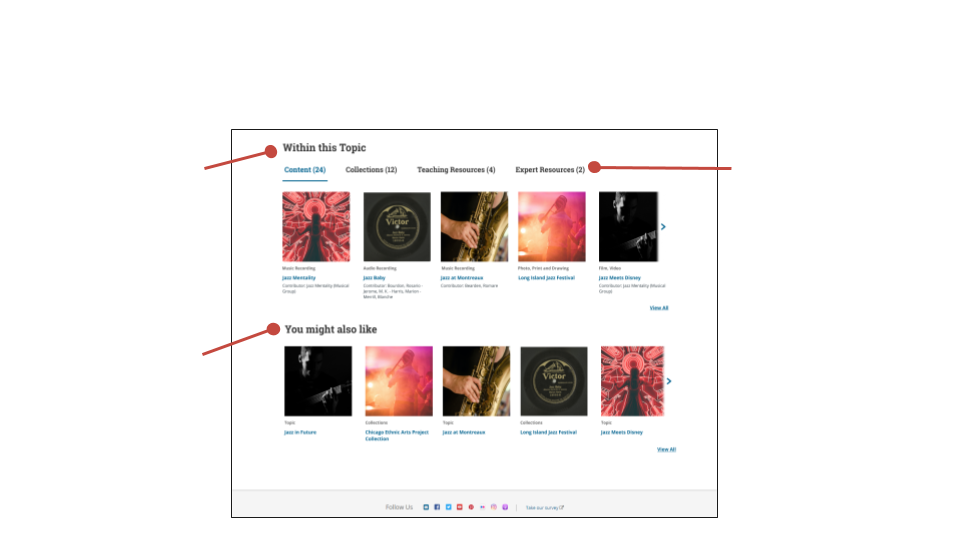 Within this Topic
Content (24) Collections (12) Teaching Resources (4) Expert Resources (2)
Victor
Music Recording Audio Recording Music Recording Photo, Print and Drawing Film, Video
Jazz Mentality Jazz Baby Jazz at Montreaux Long Island Jazz Festival Jazz Meets Disney
Contributor: Jazz Mentality (Musical Group)
Contributor: Bourdon, Rosario - Jerome, M. K. - Harris, Marion - Merrill, Blanche
Contributor: Bearden, Romare
Contributor: Jazz Mentality (Musical Group)
View All
You might also like
Victor
Topic Collections Topic Collections Topic
Jazz in Future Chicago Ethnic Arts Project Collection Jazz at Montreaux Long Island Jazz Festival Jazz Meets Disney
View All
Follow Us | Take our survey